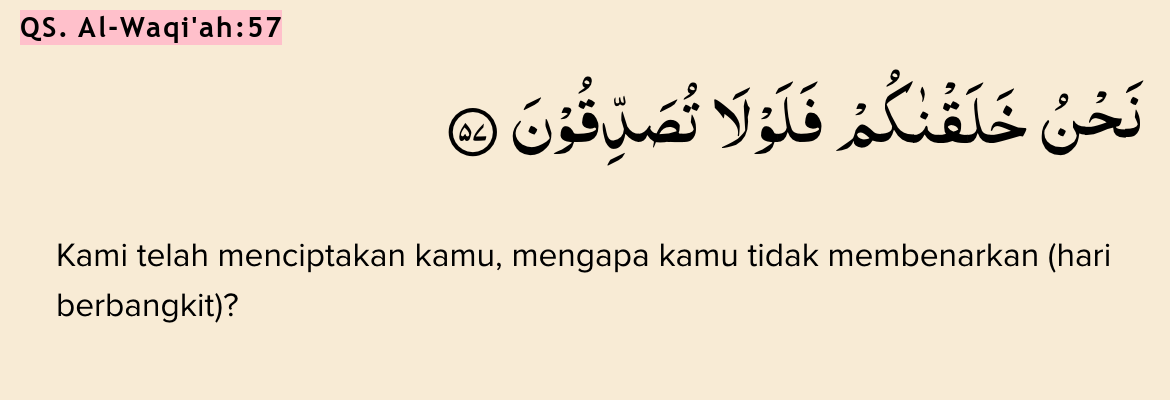 QS. Al-Waqi'ah:57
نَحْنُ خَلَقْنٰكُمْ فَلَوْلَا تُصَدِّقُوْنَ ۝٥٧
Kami telah menciptakan kamu, mengapa kamu tidak membenarkan (hari
berbangkit)?